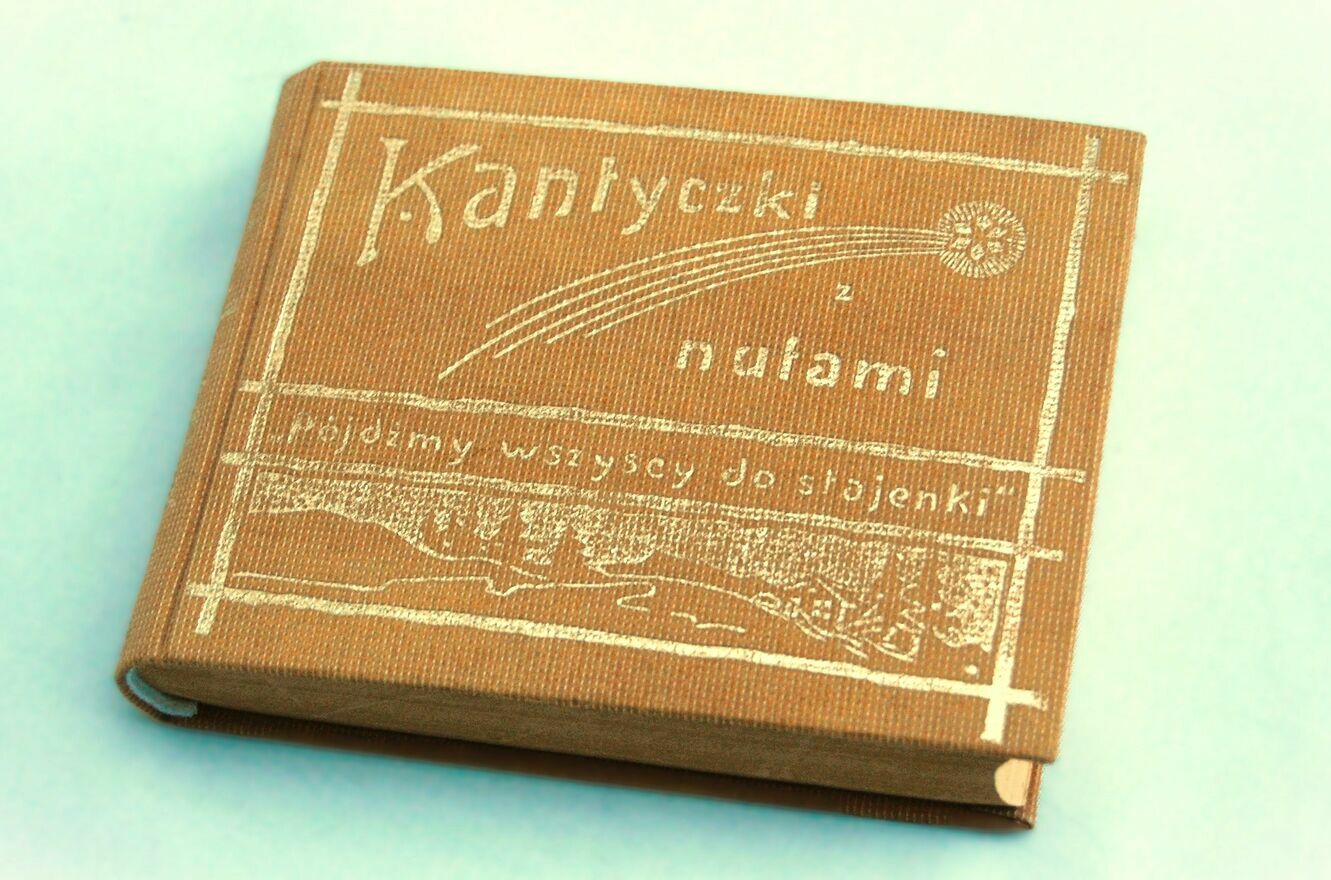 Kantyczki
z
nutami
„Pójdźmy wszyscy do stajenki"